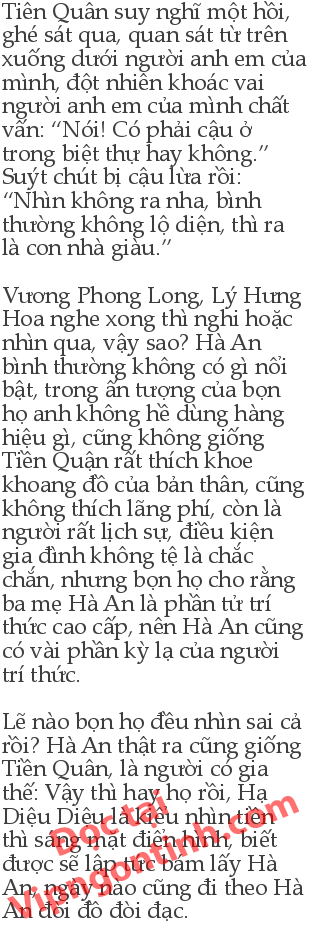 Tiền Quân suy nghĩ một hồi,
ghé sát qua, quan sát từ trên
xuống dưới người anh em của
mình, đột nhiên khoác vai
người anh em của mình chất
vấn: “Nói! Có phải cậu ở
trong biệt thự hay không.”
Suýt chút bị cậu lừa rồi:
“Nhìn không ra nha, bình
thường không lộ diện, thì ra
là con nhà giàu.”
Vương Phong Long, Lý Hưng
Hoa nghe xong thì nghi hoặc
nhìn qua, vậy sao? Hà An
bình thường không có gì nổi
bật, trong ấn tượng của bọn
họ anh không hề dùng hàng
hiệu gì, cũng không giống
Tiền Quận rất thích khoe
khoang đồ của bản thân, cũng
không thích lãng phí, còn là
người rất lịch sự, điều kiện
gia đình không tệ là chắc
chắn, nhưng bọn họ cho rằng
ba mẹ Hà An là phần tử trí
thức cao cấp, nên Hà An cũng
có vài phần kỳ lạ của người
trí thức.
Lẽ nào bọn họ đều nhìn sai cả
rồi? Hà An thật ra cũng giống
Tiền Quân, là người có gia
thế: Vậy thì hay họ rồi, Hạ
Diệu Diệu là kiểu nhìn tiền
thì sáng mặt điển hình, biết
được sẽ lập tức bám lấy Hà
An, ngày nào cũng đi theo Hà
An đòi đồ đòi đạc.
Đọc tại
Vipngontinh.com